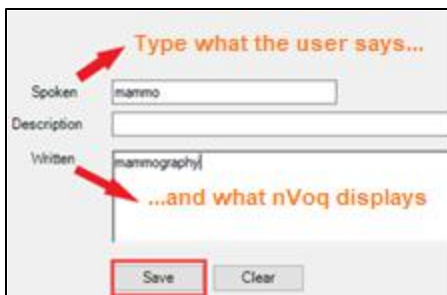 Type what the user says...
Spoken mammo
Description
Written mammography
...and what nVoq displays
Save Clear